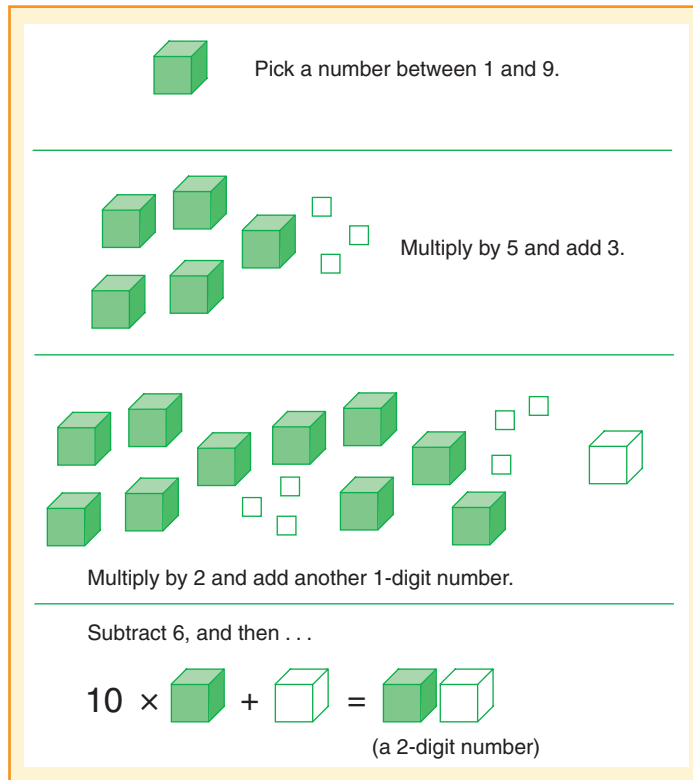 Pick a number between 1 and 9.
Multiply by 5 and add 3.
Multiply by 2 and add another 1-digit number.
Subtract 6, and then . . .
10 × + =
(a 2-digit number)